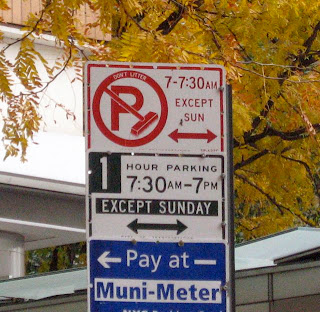 DON'T LITTER
P
7-7:30AM
EXCEPT
SUN
1 HOUR PARKING
7:30AM-7PM
EXCEPT SUNDAY
Pay at
Muni-Meter